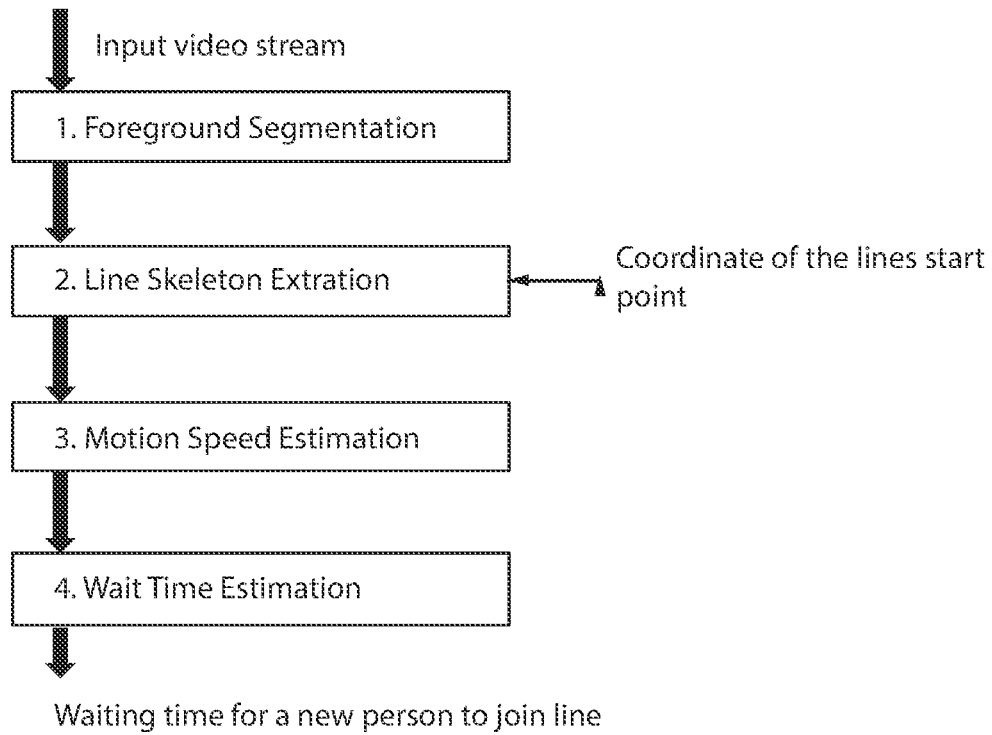 Input video stream
1. Foreground Segmentation
2. Line Skeleton Extration
Coordinate of the lines start
point
3. Motion Speed Estimation
4. Wait Time Estimation
Waiting time for a new person to join line